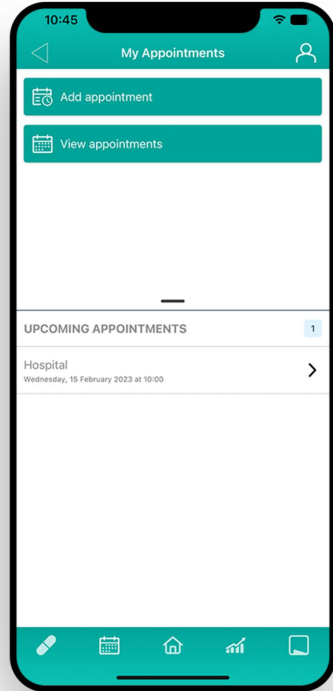 10:45
My Appointments
Add appointment
View appointments
UPCOMING APPOINTMENTS
1
Hospital
Wednesday, 15 February 2023 at 10:00